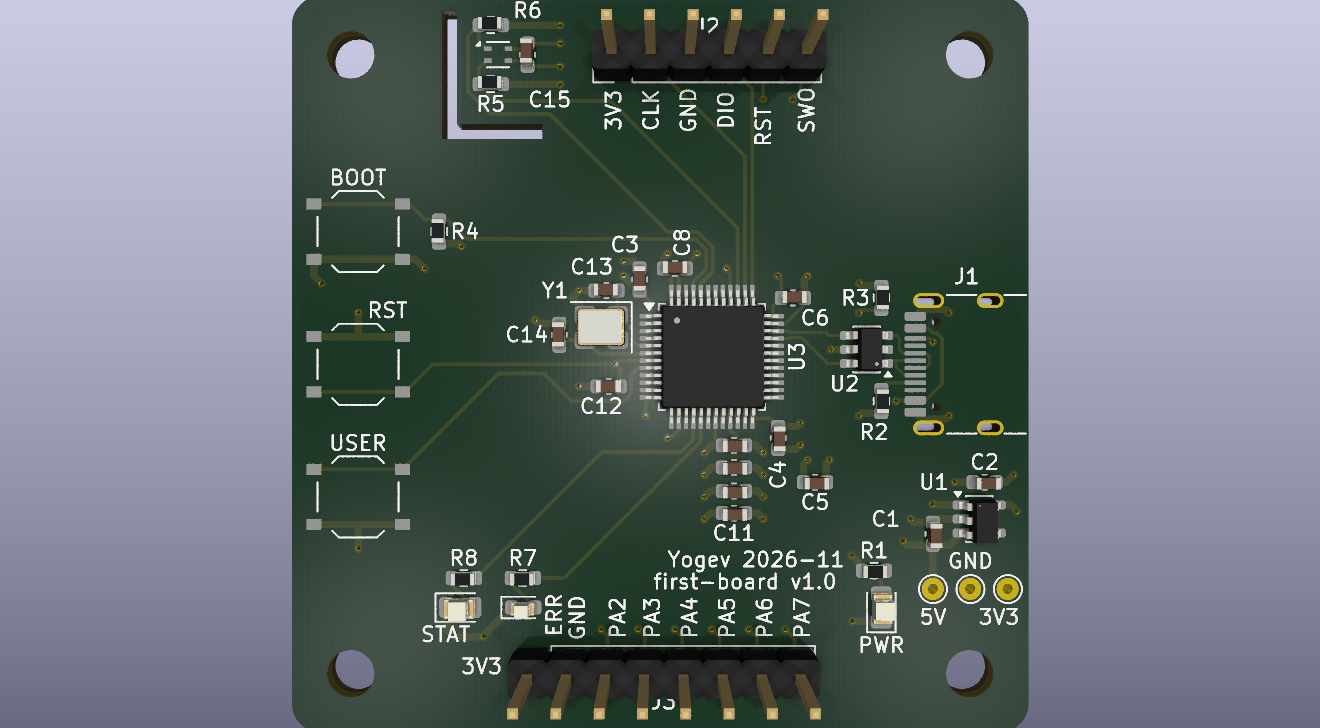 R6
J2
R5
C15
3V3
CLK
GND
DIO
RST
SWO
BOOT
R4
C3
C8
C13
Y1
J1
R3
RST
C14
C6
U3
U2
C12
R2
USER
C4
C2
U1
C5
C1
C11
R8
R7
Yogev 2026-11
R1
GND
first-board v1.0
STAT
ERR
GND
PA2
PA3
PA4
PA5
PA6
PA7
5V
3V3
PWR
3V3
J3